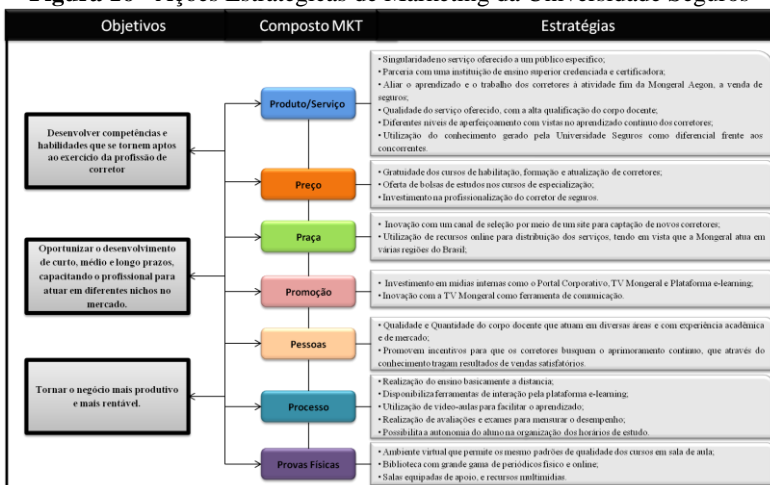 Figura 10 - Ações Estratégicas de Marketing da Universidade Seguros
Objetivos
Composto MKT
Estratégias
Desenvolver competências e
habilidades que se tornem aptos
ao exercício da profissão de
corretor
Oportunizar o desenvolvimento
de curto, médio e longo prazos,
capacitando o profissional para
atuar em diferentes nichos no
mercado.
Tornar o negócio mais produtivo
e mais rentável.
Produto/Serviço
Preço
Praça
Promoção
Pessoas
Processo
Provas Físicas
• Singularidade no serviço oferecido a um público específico;
• Parceria com uma instituição de ensino superior credenciada e certificadora;
• Aliar o aprendizado e o trabalho dos corretores à atividade fim da Mongeral Aegon, a venda de
seguros;
• Qualidade do serviço oferecido, com a alta qualificação do corpo docente;
• Diferentes níveis de aperfeiçoamento com vistas no aprendizado contínuo dos corretores;
• Utilização do conhecimento gerado pela Universidade Seguros como diferencial frente aos
concorrentes.
• Gratuidade dos cursos de habilitação, formação e atualização de corretores;
• Oferta de bolsas de estudos nos cursos de especialização;
• Investimento na profissionalização do corretor de seguros.
• Inovação com um canal de seleção por meio de um site para captação de novos corretores;
• Utilização de recursos online para distribuição dos serviços, tendo em vista que a Mongeral atua em
várias regiões do Brasil;
• Investimento em mídias internas como o Portal Corporativo, TV Mongeral e Plataforma e-learning;
• Inovação com a TV Mongeral como ferramenta de comunicação.
• Qualidade e Quantidade do corpo docente que atuam em diversas áreas e com experiência acadêmica
e de mercado;
• Promovem incentivos para que os corretores busquem o aprimoramento contínuo, que através do
conhecimento tragam resultados de vendas satisfatórios.
• Realização do ensino basicamente a distancia;
• Disponibiliza ferramentas de interação pela plataforma e-learning;
• Utilização de vídeo-aulas para facilitar o aprendizado;
• Realização de avaliações e exames para mensurar o desempenho;
• Possibilita a autonomia do aluno na organização dos horários de estudo.
• Ambiente virtual que permite os mesmo padrões de qualidade dos cursos em sala de aula;
• Biblioteca com grande gama de periódicos físico e online;
• Salas equipadas de apoio, e recursos multimídias.